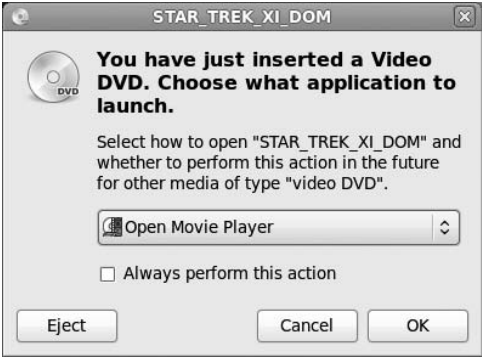 STAR_TREK_XI_DOM
You have just inserted a Video
DVD. Choose what application to
launch.
DVD
Select how to open "STAR_TREK_XI_DOM" and
whether to perform this action in the future
for other media of type "video DVD".
Open Movie Player
Always perform this action
Eject
Cancel
OK